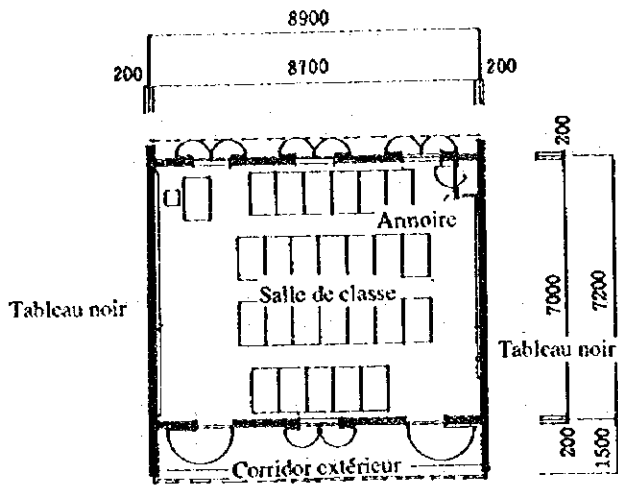 8900
200 8700 200
200
Annoire
Salle de classe
Tableau noir
7000
7200
Tableau noir
200
1500
Corridor extérieur